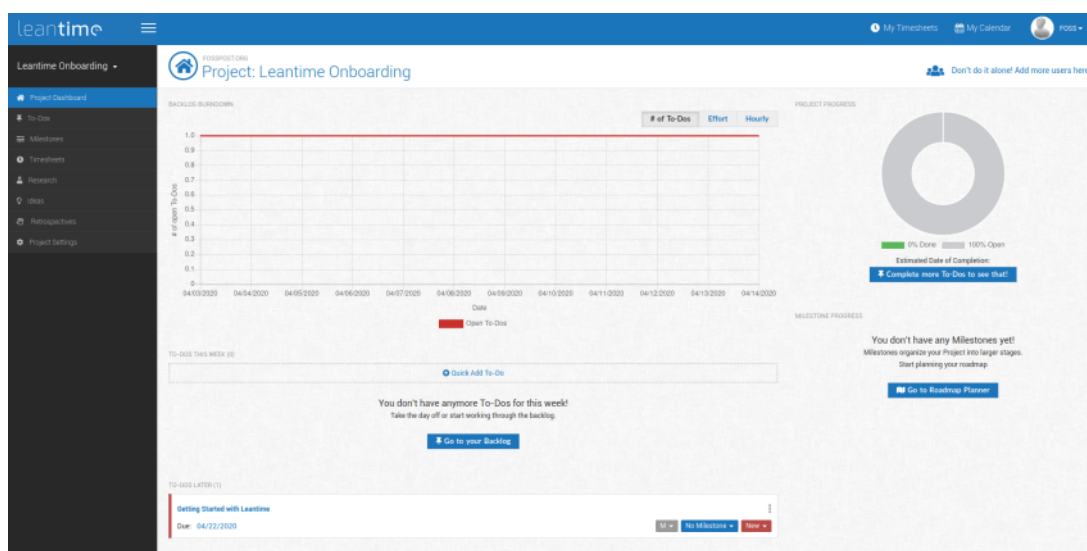 leantime
My Timesheets
My Calendar
FOSS
Leantime Onboarding
Project Dashboard
To-Dos
Milestones
Timesheets
Research
Ideas
Retrospectives
Project Settings
FOSSPOST.ORG
Project: Leantime Onboarding
Don't do it alone! Add more users here
BACKLOG BURNDOWN
# of To-Dos Effort Hourly
# of open To-Dos
1.0
0.9
0.8
0.7
0.6
0.5
0.4
0.3
0.2
0.1
0
04/03/2020 04/04/2020 04/05/2020 04/06/2020 04/07/2020 04/08/2020 04/09/2020 04/10/2020 04/11/2020 04/12/2020 04/13/2020 04/14/2020
Date
Open To-Dos
TO-DOS THIS WEEK (0)
Quick Add To-Do
You don't have anymore To-Dos for this week!
Take the day off or start working through the backlog.
Go to your Backlog
TO-DOS LATER (1)
Getting Started with Leantime
Due: 04/22/2020
M No Milestone New
PROJECT PROGRESS
0% Done 100% Open
Estimated Date of Completion:
Complete more To-Dos to see that!
MILESTONE PROGRESS
You don't have any Milestones yet!
Milestones organize your Project into larger stages.
Start planning your roadmap
Go to Roadmap Planner